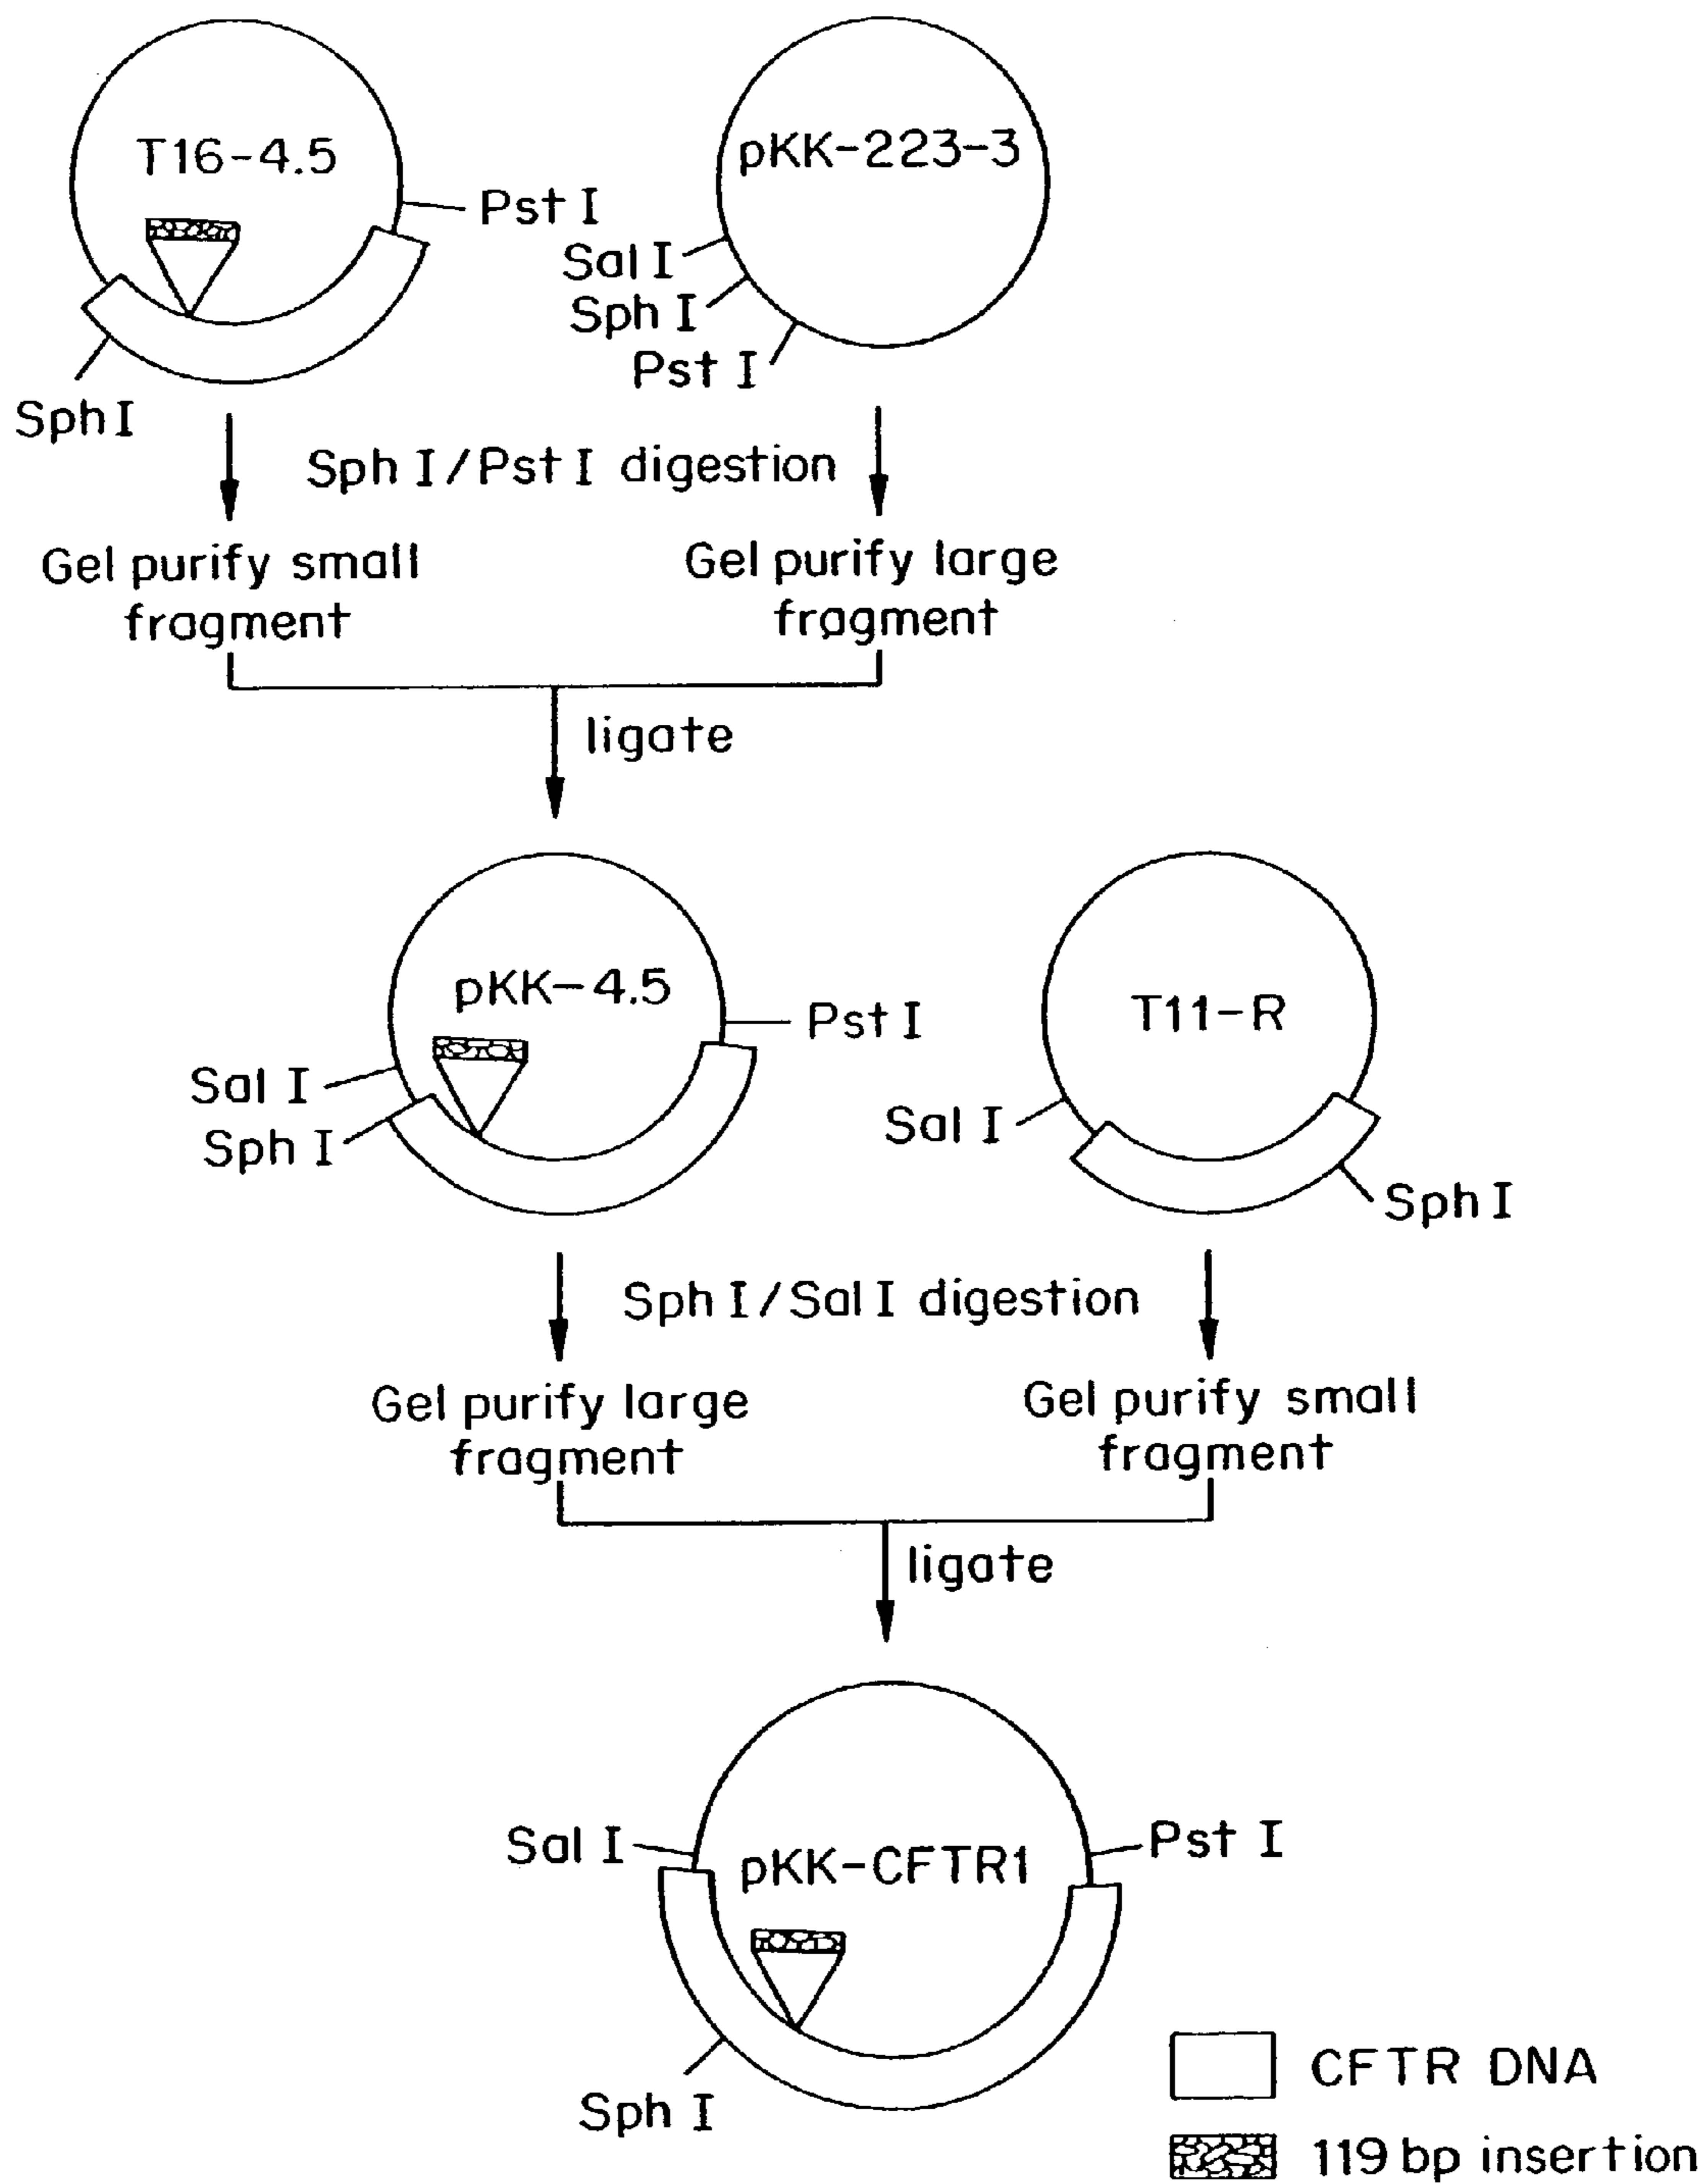 T16-4.5
pKK-223-3
Pst I
Sal I
Sph I
Pst I
Sph I
Sph I/Pst I digestion
Gel purify small
fragment
Gel purify large
fragment
ligate
pKK-4.5
T11-R
Pst I
Sal I
Sph I
Sal I
Sph I
Sph I/Sal I digestion
Gel purify large
fragment
Gel purify small
fragment
ligate
Sal I
Pst I
pKK-CFTR1
Sph I
CFTR DNA
119 bp insertion